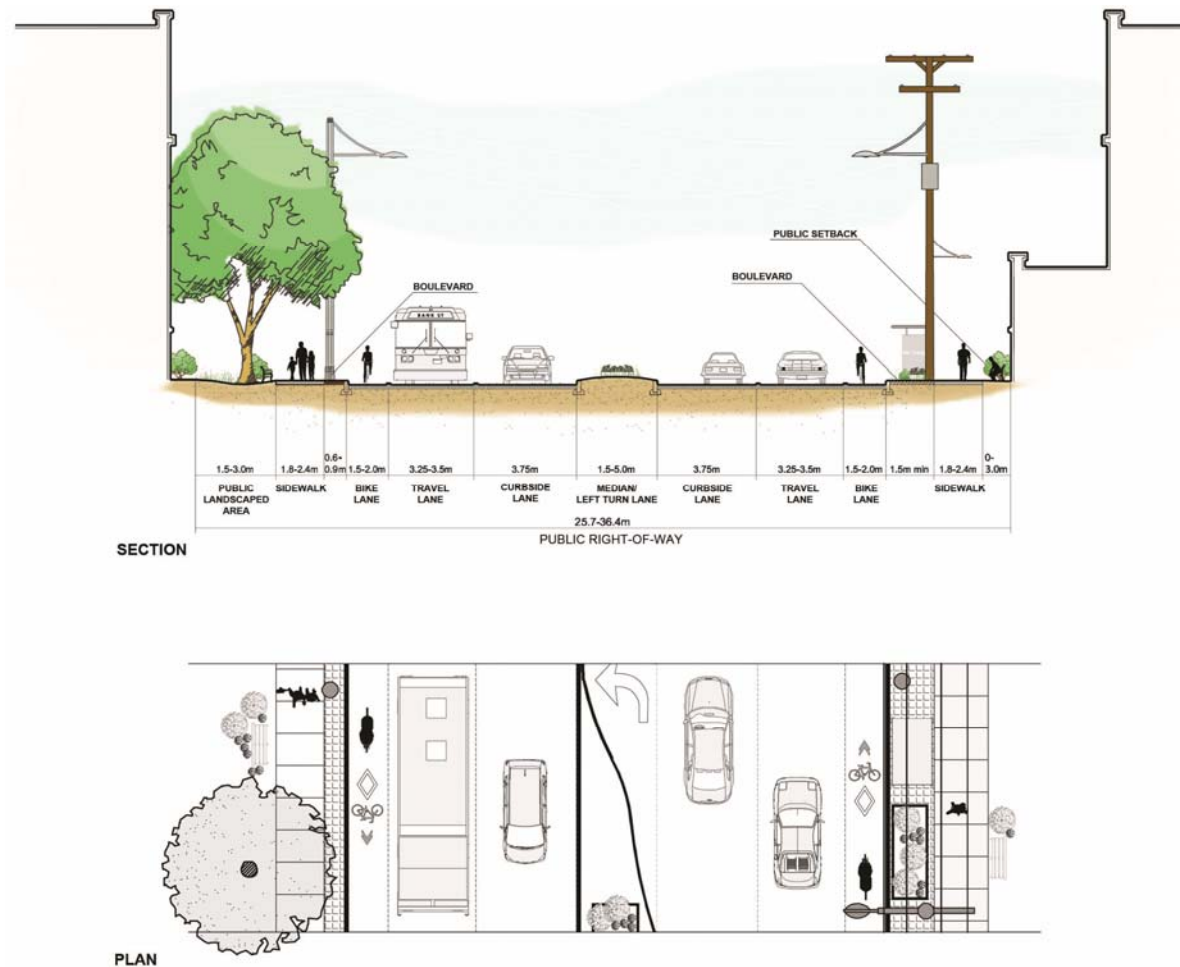 PUBLIC SETBACK
BOULEVARD
BOULEVARD
BANK ST
0.6-
0.9m
0-
3.0m
1.5-3.0m 1.8-2.4m 1.5-2.0m 3.25-3.5m 3.75m 1.5-5.0m 3.75m 3.25-3.5m 1.5-2.0m 1.5m min 1.8-2.4m
PUBLIC
LANDSCAPED
AREA
SIDEWALK
BIKE
LANE
TRAVEL
LANE
CURBSIDE
LANE
MEDIAN/
LEFT TURN LANE
CURBSIDE
LANE
TRAVEL
LANE
BIKE
LANE
SIDEWALK
25.7-36.4m
PUBLIC RIGHT-OF-WAY
SECTION
PLAN